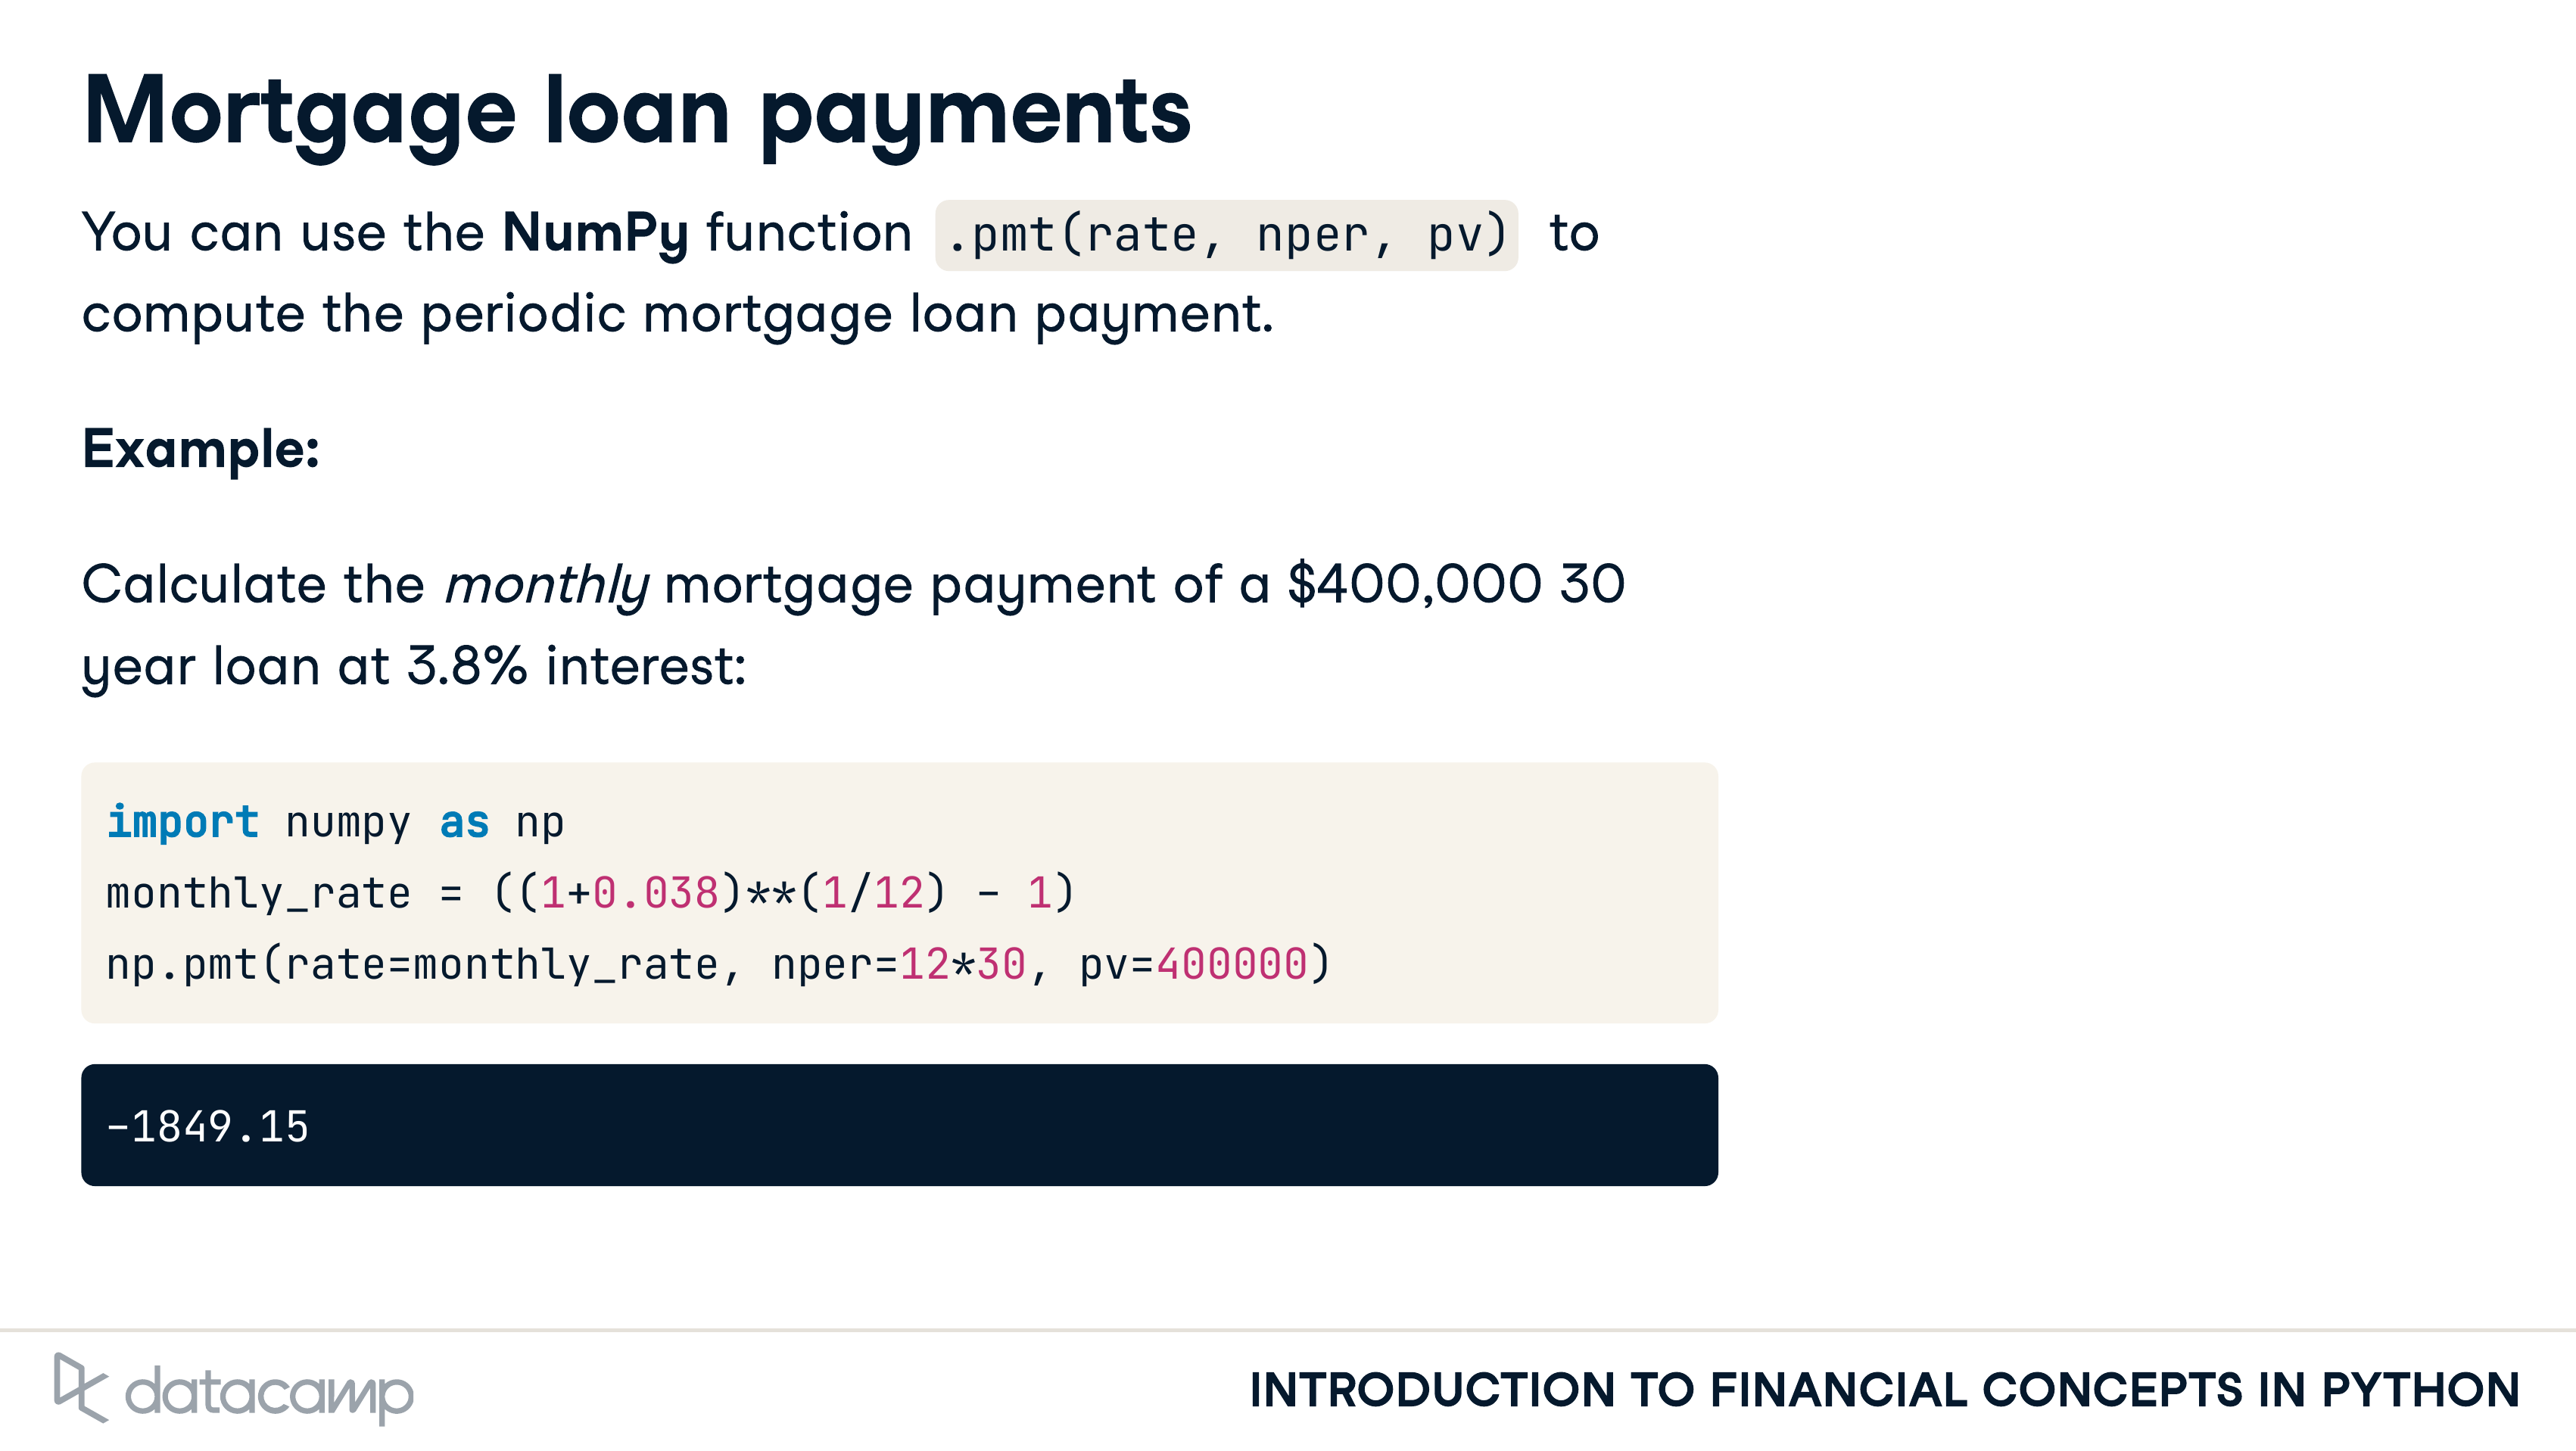 Mortgage loan payments
You can use the NumPy function .pmt(rate, nper, pv) to
compute the periodic mortgage loan payment.
Example:
Calculate the monthly mortgage payment of a $400,000 30
year loan at 3.8% interest:
import numpy as np
monthly_rate = ((1+0.038)**(1/12) - 1)
np.pmt(rate=monthly_rate, nper=12*30, pv=400000)
-1849.15
datacamp
INTRODUCTION TO FINANCIAL CONCEPTS IN PYTHON